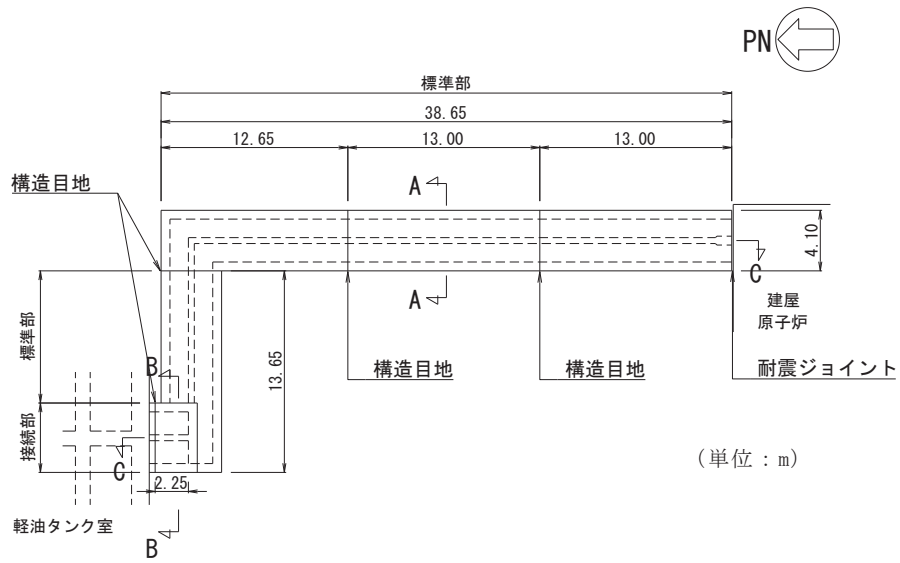 PN
標準部
38.65
12.65
13.00
13.00
構造目地
A
4.10
C
A
建屋
原子炉
標準部
B
13.65
構造目地
構造目地
耐震ジョイント
接続部
C
2.25
(単位：m)
軽油タンク室
B